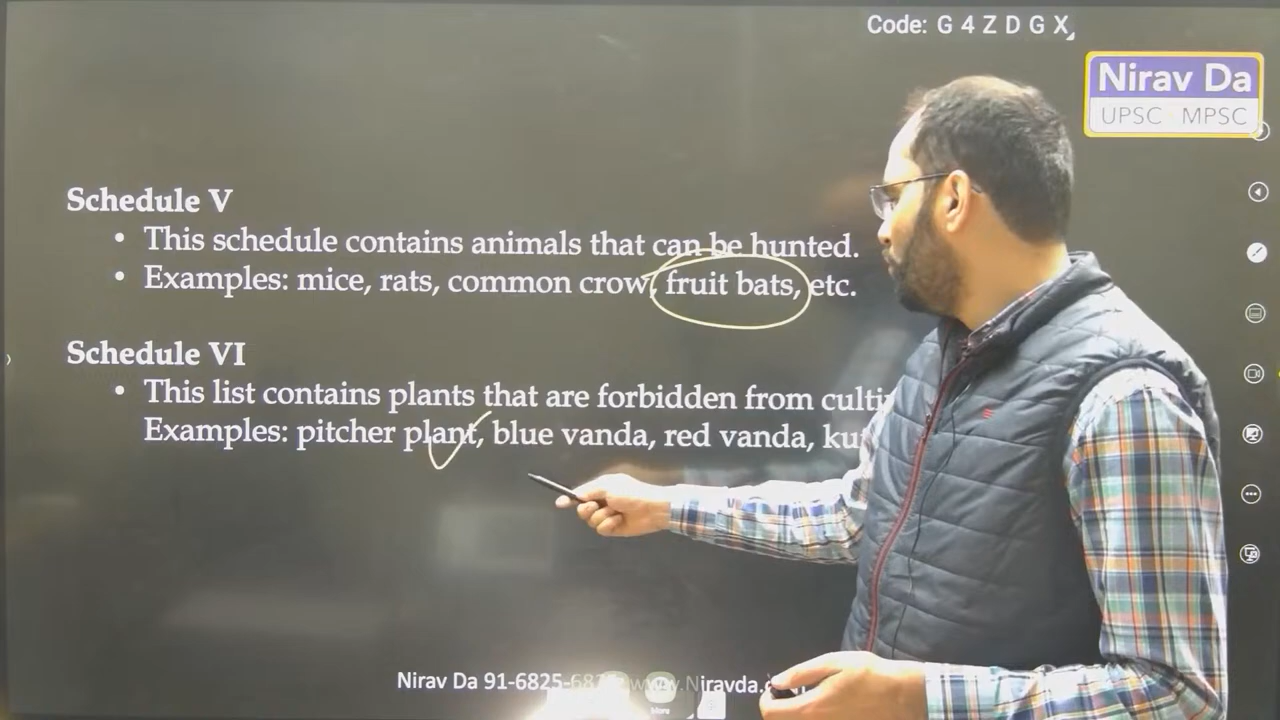 Code: G 4 Z D G X
Nirav Da
UPSC MPSC
Schedule V
• This schedule contains animals that can be hunted.
• Examples: mice, rats, common crow, fruit bats, etc.
Schedule VI
• This list contains plants that are forbidden from
Examples: pitcher plant, blue vanda, red vanda,
Nirav Da 91-6825-
More